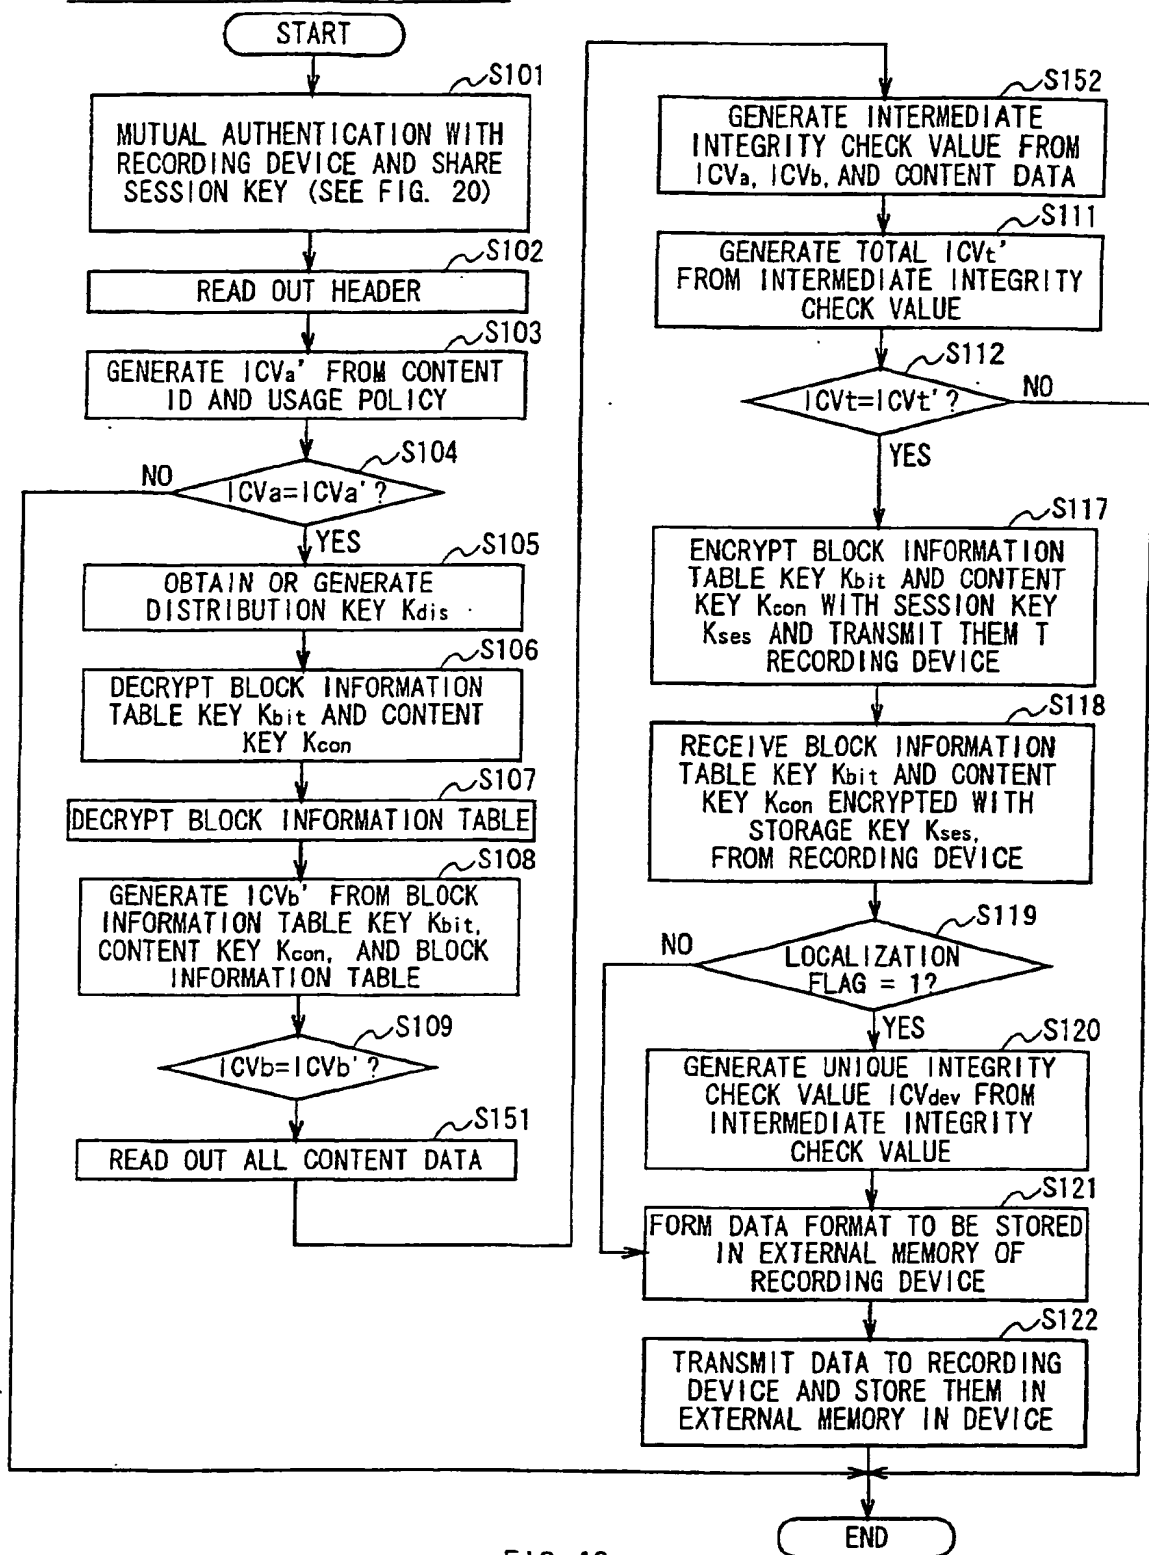 START
S101
MUTUAL AUTHENTICATION WITH
RECORDING DEVICE AND SHARE
SESSION KEY (SEE FIG. 20)
S102
READ OUT HEADER
S103
GENERATE ICVa' FROM CONTENT
ID AND USAGE POLICY
S104
NO
ICVa=ICVa'?
YES
S105
OBTAIN OR GENERATE
DISTRIBUTION KEY Kdis
S106
DECRYPT BLOCK INFORMATION
TABLE KEY Kbit AND CONTENT
KEY Kcon
S107
DECRYPT BLOCK INFORMATION TABLE
S108
GENERATE ICVb' FROM BLOCK
INFORMATION TABLE KEY Kbit,
CONTENT KEY Kcon, AND BLOCK
INFORMATION TABLE
S109
ICVb=ICVb'?
S151
READ OUT ALL CONTENT DATA
S152
GENERATE INTERMEDIATE
INTEGRITY CHECK VALUE FROM
ICVa, ICVb, AND CONTENT DATA
S111
GENERATE TOTAL ICVt'
FROM INTERMEDIATE INTEGRITY
CHECK VALUE
S112
ICVt=ICVt'?
NO
YES
S117
ENCRYPT BLOCK INFORMATION
TABLE KEY Kbit AND CONTENT
KEY Kcon WITH SESSION KEY
Kses AND TRANSMIT THEM T
RECORDING DEVICE
S118
RECEIVE BLOCK INFORMATION
TABLE KEY Kbit AND CONTENT
KEY Kcon ENCRYPTED WITH
STORAGE KEY Kses,
FROM RECORDING DEVICE
S119
NO
LOCALIZATION
FLAG = 1?
YES
S120
GENERATE UNIQUE INTEGRITY
CHECK VALUE ICVdev FROM
INTERMEDIATE INTEGRITY
CHECK VALUE
S121
FORM DATA FORMAT TO BE STORED
IN EXTERNAL MEMORY OF
RECORDING DEVICE
S122
TRANSMIT DATA TO RECORDING
DEVICE AND STORE THEM IN
EXTERNAL MEMORY IN DEVICE
END